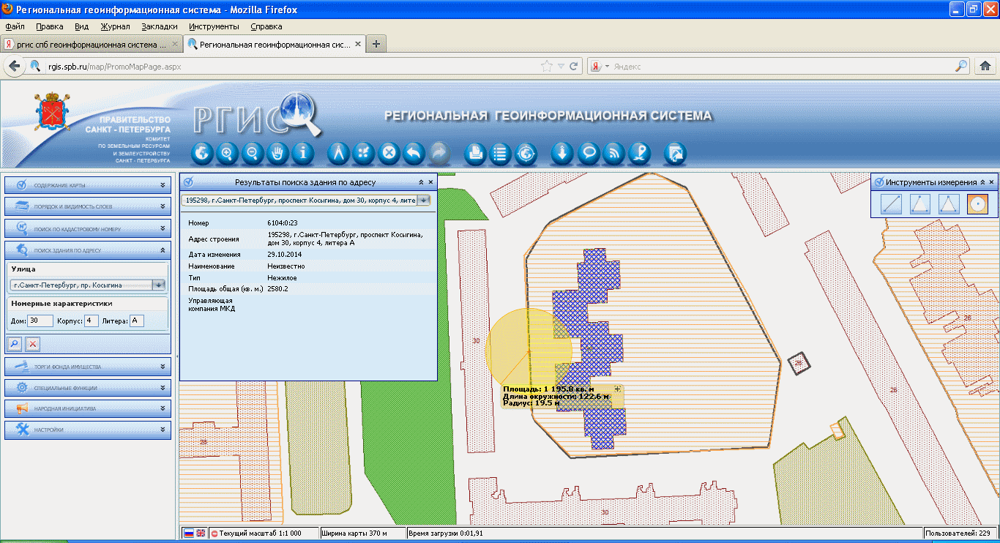 Региональная геоинформационная система - Mozilla Firefox
Файл Правка Вид Журнал Закладки Инструменты Справка
Я ргис спб геоинформационная система ... Региональная геоинформационная сис...
rgis.spb.ru/map/PromoMapPage.aspx
Я Яндекс
ПРАВИТЕЛЬСТВО
САНКТ - ПЕТЕРБУРГА
КОМИТЕТ
ПО ЗЕМЕЛЬНЫМ РЕСУРСАМ
И ЗЕМЛЕУСТРОЙСТВУ
САНКТ - ПЕТЕРБУРГА
РГИС
РЕГИОНАЛЬНАЯ ГЕОИНФОРМАЦИОННАЯ СИСТЕМА
СОДЕРЖАНИЕ КАРТЫ
ПОРЯДОК И ВИДИМОСТЬ СЛОЕВ
ПОИСК ПО КАДАСТРОВОМУ НОМЕРУ
ПОИСК ЗДАНИЯ ПО АДРЕСУ
Улица
г.Санкт-Петербург, пр. Косыгина
Номерные характеристики
Дом: 30 Корпус: 4 Литера: А
ТОРГИ ФОНДА ИМУЩЕСТВА
СПЕЦИАЛЬНЫЕ ФУНКЦИИ
НАРОДНАЯ ИНИЦИАТИВА
НАСТРОЙКИ
Результаты поиска здания по адресу
195298, г.Санкт-Петербург, проспект Косыгина, дом 30, корпус 4, лите
Номер 6104:0:23
Адрес строения 195298, г.Санкт-Петербург, проспект Косыгина,
дом 30, корпус 4, литера А
Дата изменения 29.10.2014
Наименование Неизвестно
Тип Нежилое
Площадь общая (кв. м.) 2580.2
Управляющая
компания МКД
Инструменты измерения
30
26
26
26
Площадь: 1 195.8 кв. м
Длина окружности: 122.6 м
Радиус: 19.5 м
28
30
Текущий масштаб 1:1 000
Ширина карты 370 м
Время загрузки 0:01,91
Пользователей: 229